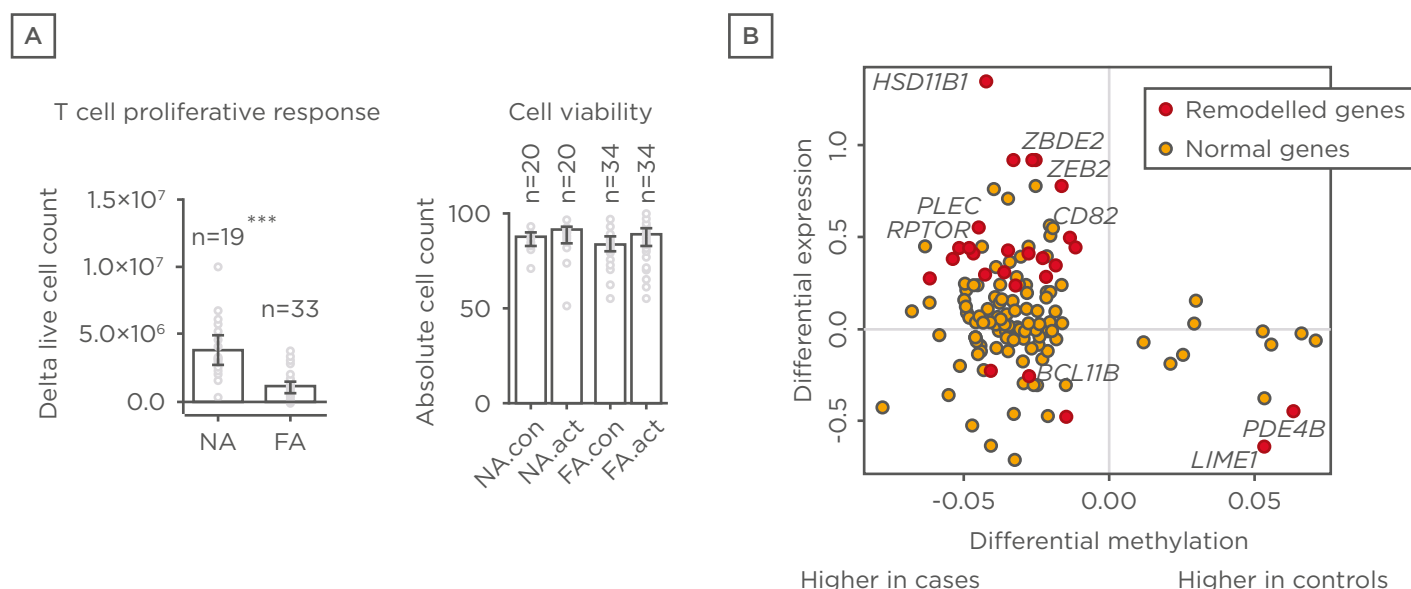 A
T cell proliferative response
Delta live cell count
1.5×10⁷
1.0×10⁷
5.0×10⁶
0.0
n=19
***
n=33
NA
FA
Cell viability
Absolute cell count
100
50
0
n=20
n=20
n=34
n=34
NA.con
NA.act
FA.con
FA.act
B
Differential expression
1.0
0.5
0.0
-0.5
HSD11B1
ZBDE2
ZEB2
PLEC
CD82
RPTOR
BCL11B
PDE4B
LIME1
Remodelled genes
Normal genes
-0.05
0.00
0.05
Differential methylation
Higher in cases
Higher in controls